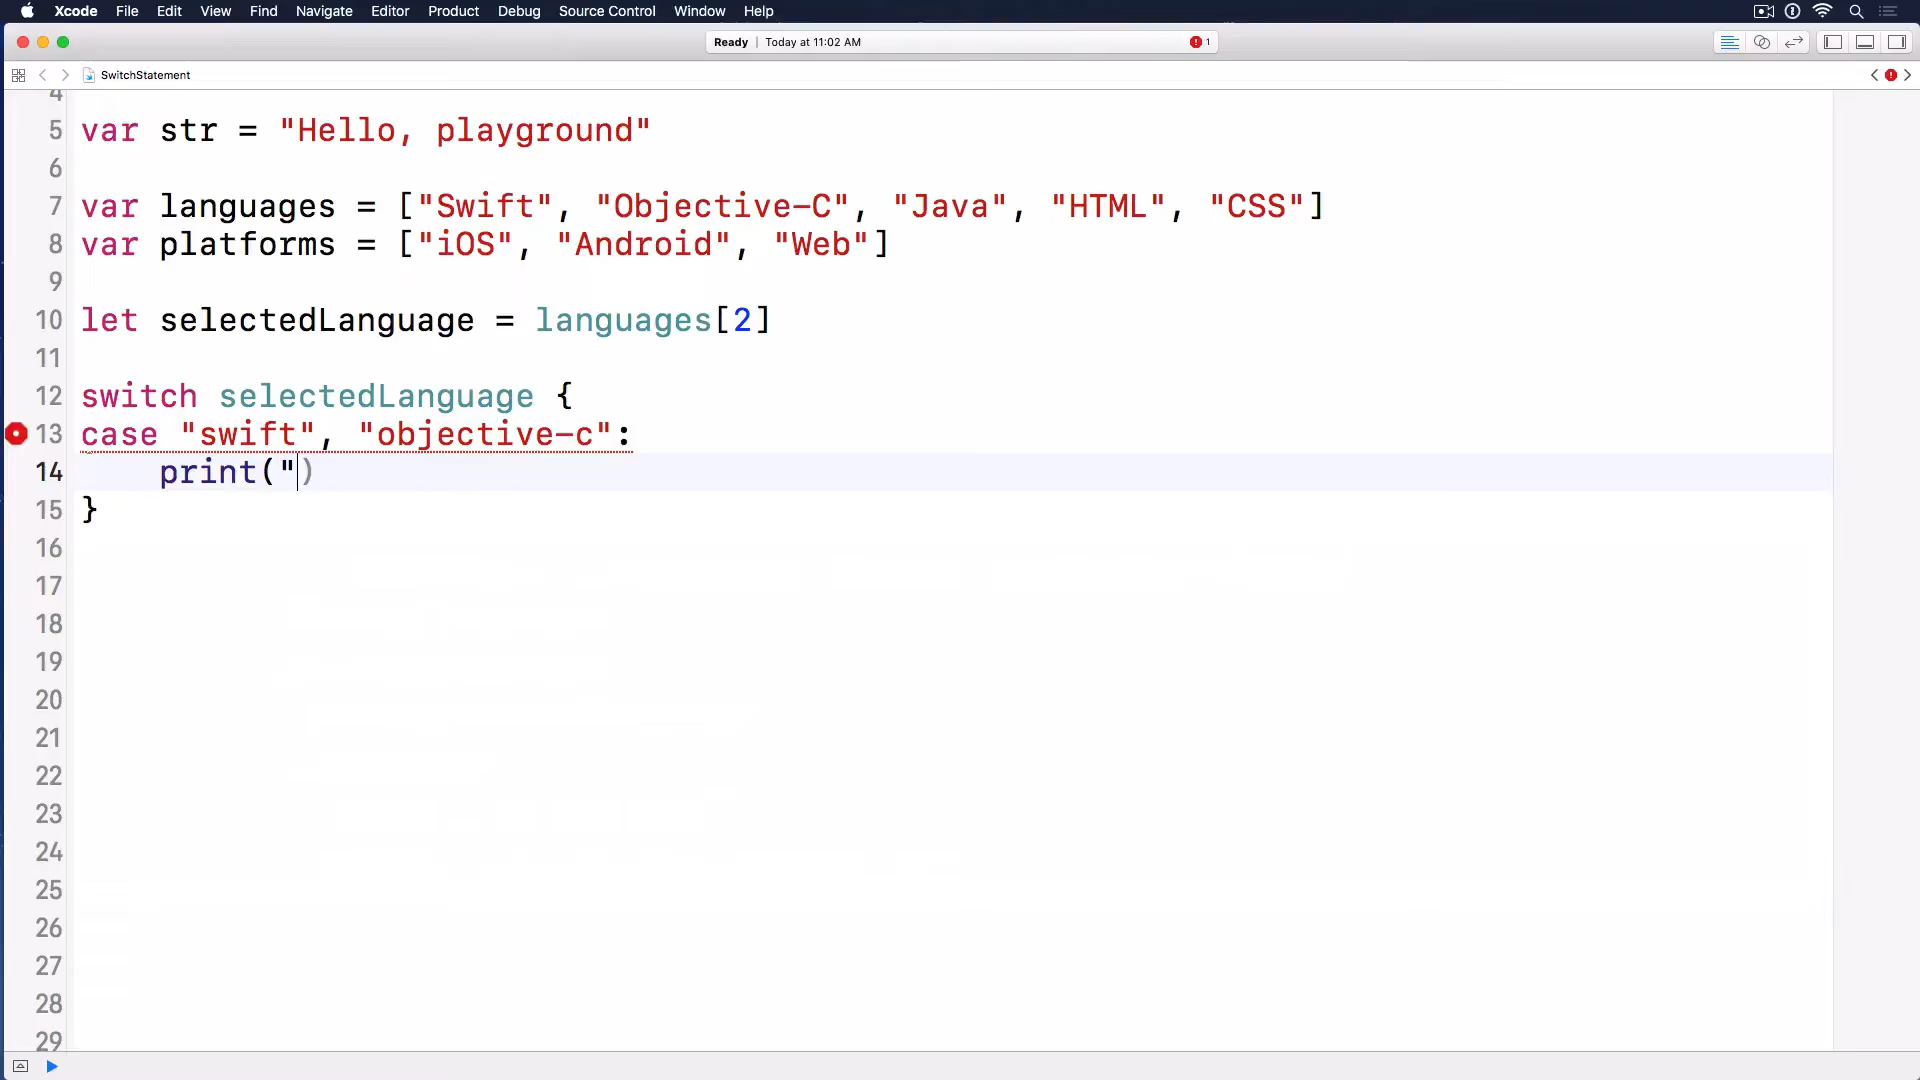 Xcode File Edit View Find Navigate Editor Product Debug Source Control Window Help
Ready | Today at 11:02 AM 1
SwitchStatement
4
5 var str = "Hello, playground"
6
7 var languages = ["Swift", "Objective-C", "Java", "HTML", "CSS"]
8 var platforms = ["iOS", "Android", "Web"]
9
10 let selectedLanguage = languages[2]
11
12 switch selectedLanguage {
13 case "swift", "objective-c":
14 print(")
15 }
16
17
18
19
20
21
22
23
24
25
26
27
28
29